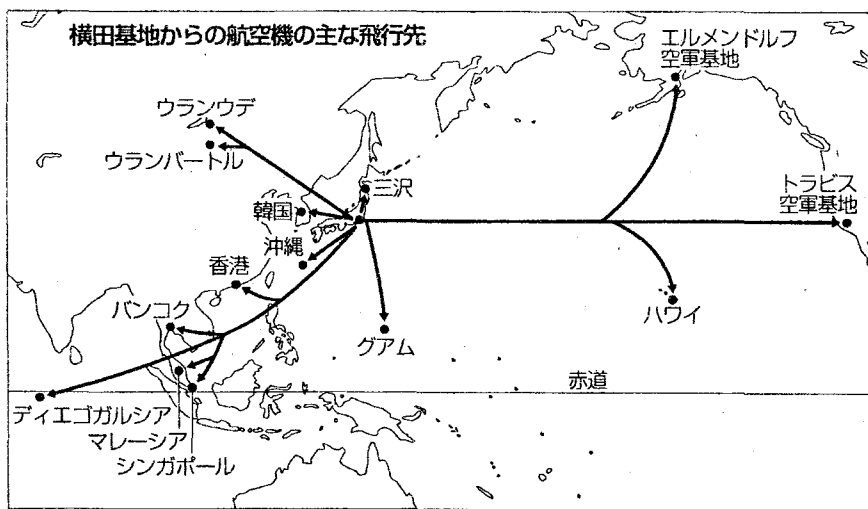 横田基地からの航空機の主な飛行先
エルメンドルフ
空軍基地
ウランウデ
ウランバートル
三沢
トラビス
空軍基地
韓国
沖縄
香港
バンコク
グアム
ハワイ
赤道
ディエゴガルシア
マレーシア
シンガポール